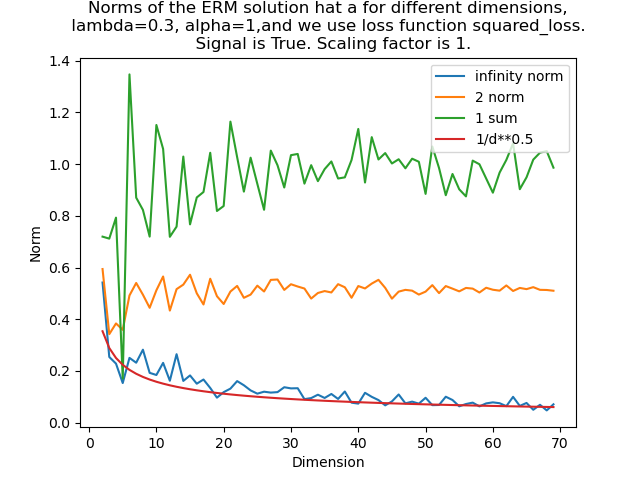 Norms of the ERM solution hat a for different dimensions,
lambda=0.3, alpha=1,and we use loss function squared_loss.
Signal is True. Scaling factor is 1.
1.4
1.2
1.0
0.8
0.6
0.4
0.2
0.0
Norm
infinity norm
2 norm
1 sum
1/d**0.5
0 10 20 30 40 50 60 70
Dimension